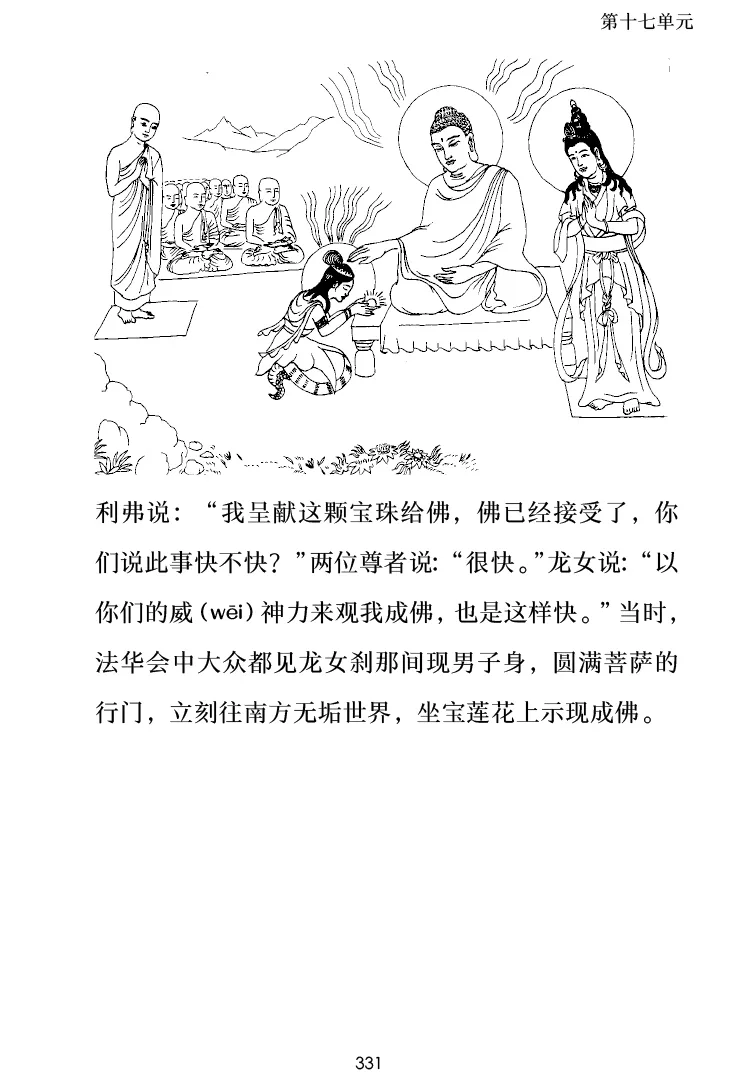 第十七单元
利弗说：“我呈献这颗宝珠给佛，佛已经接受了，你
们说此事快不快？”两位尊者说：“很快。”龙女说：“以
你们的威(wēi)神力来观我成佛，也是这样快。”当时，
法华会中大众都见龙女刹那间现男子身，圆满菩萨的
行门，立刻往南方无垢世界，坐宝莲花上示现成佛。
331